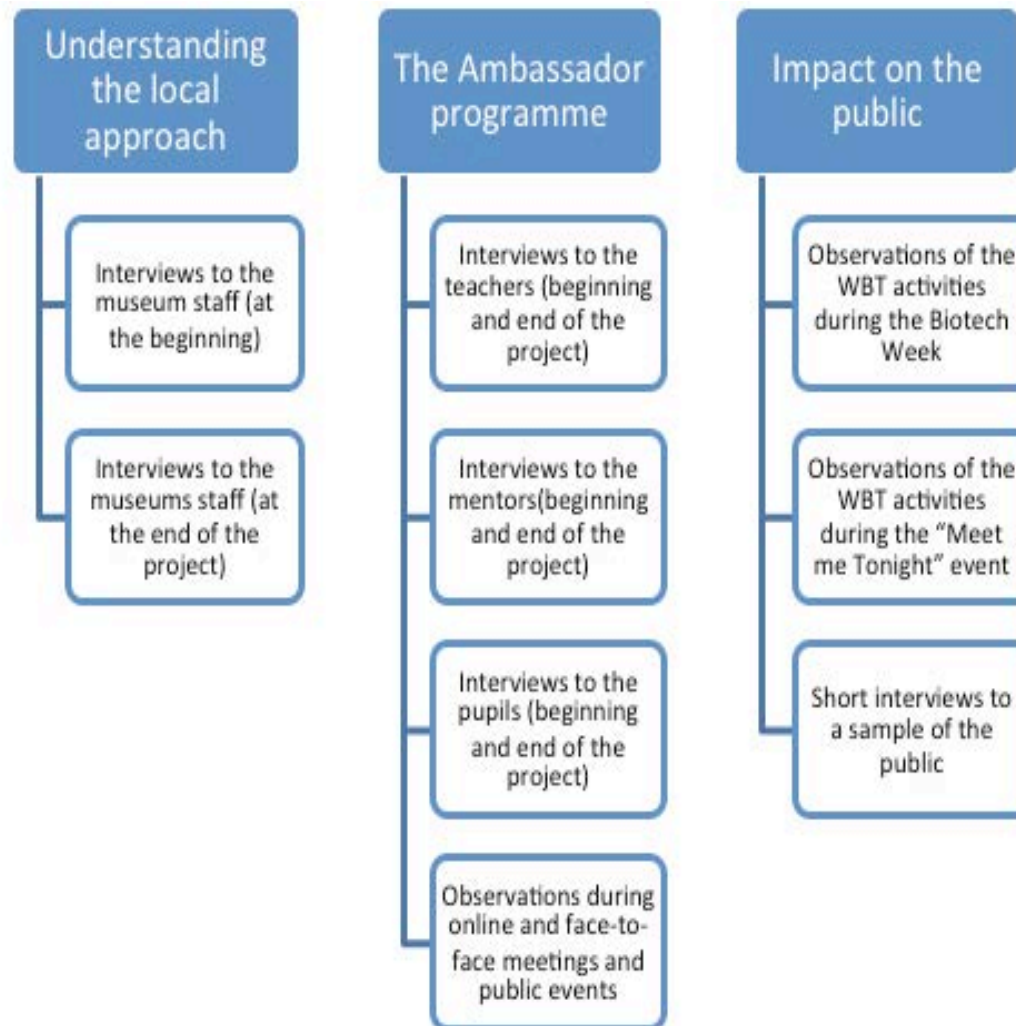 Understanding
the local
approach
Interviews to the
museum staff (at
the beginning)
Interviews to the
museums staff (at
the end of the
project)
The Ambassador
programme
Interviews to the
teachers (beginning
and end of the
project)
Interviews to the
mentors(beginning
and end of the
project)
Interviews to the
pupils (beginning
and end of the
project)
Observations during
online and face-to-
face meetings and
public events
Impact on the
public
Observations of the
WBT activities
during the Biotech
Week
Observations of the
WBT activities
during the “Meet
me Tonight” event
Short interviews to
a sample of the
public